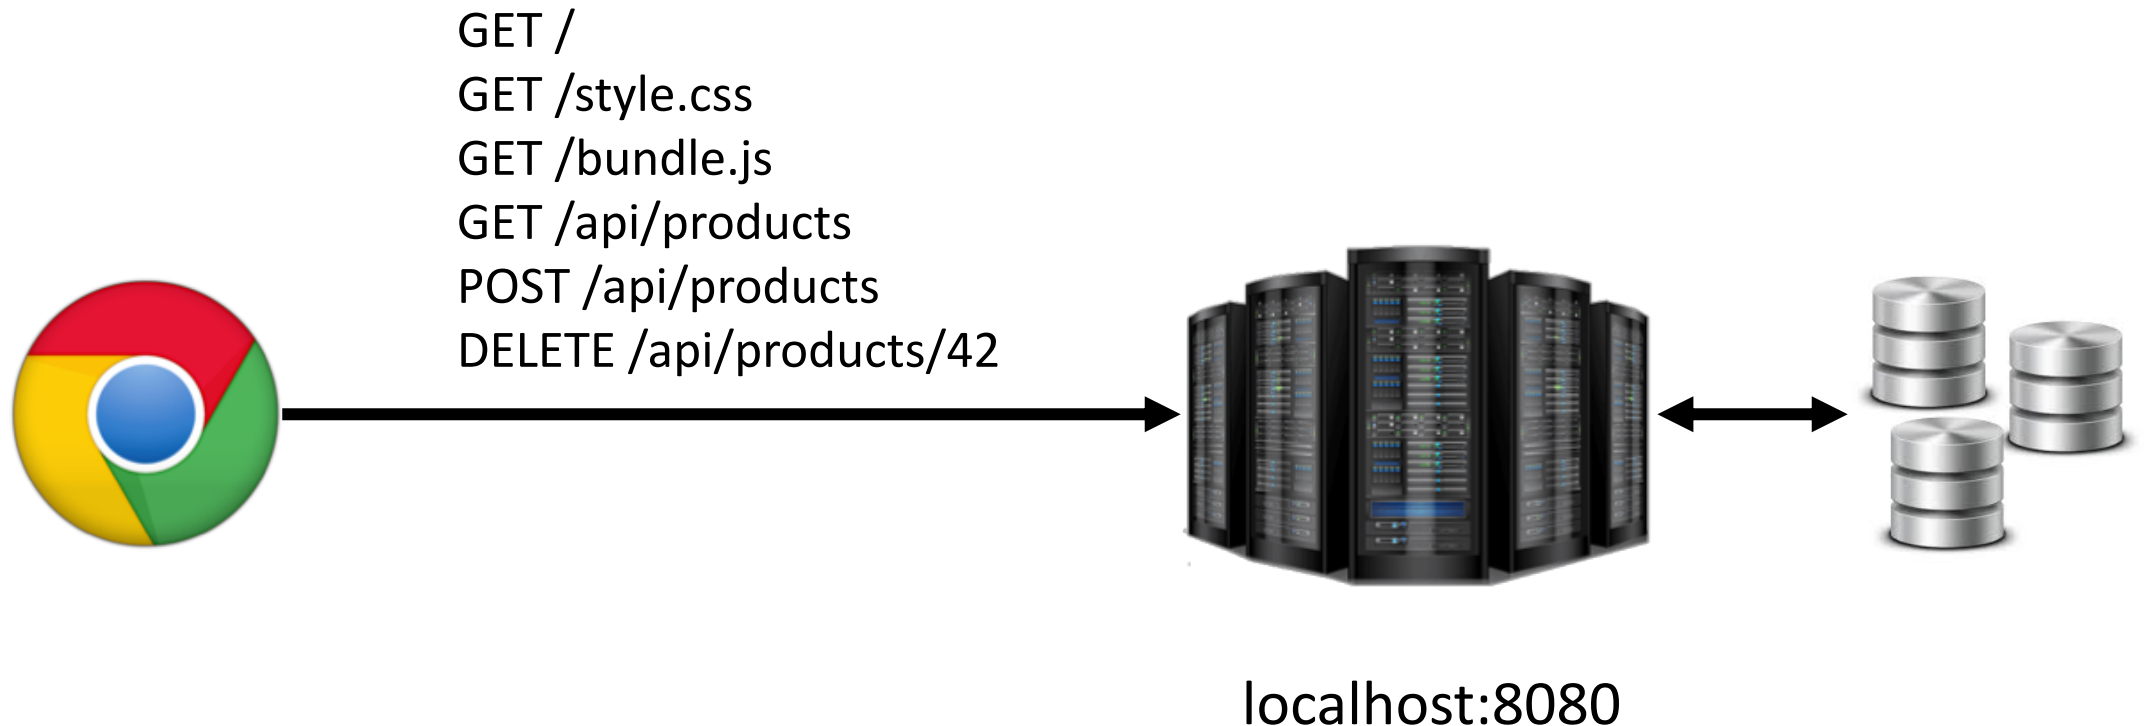 GET /
GET /style.css
GET /bundle.js
GET /api/products
POST /api/products
DELETE /api/products/42
localhost:8080